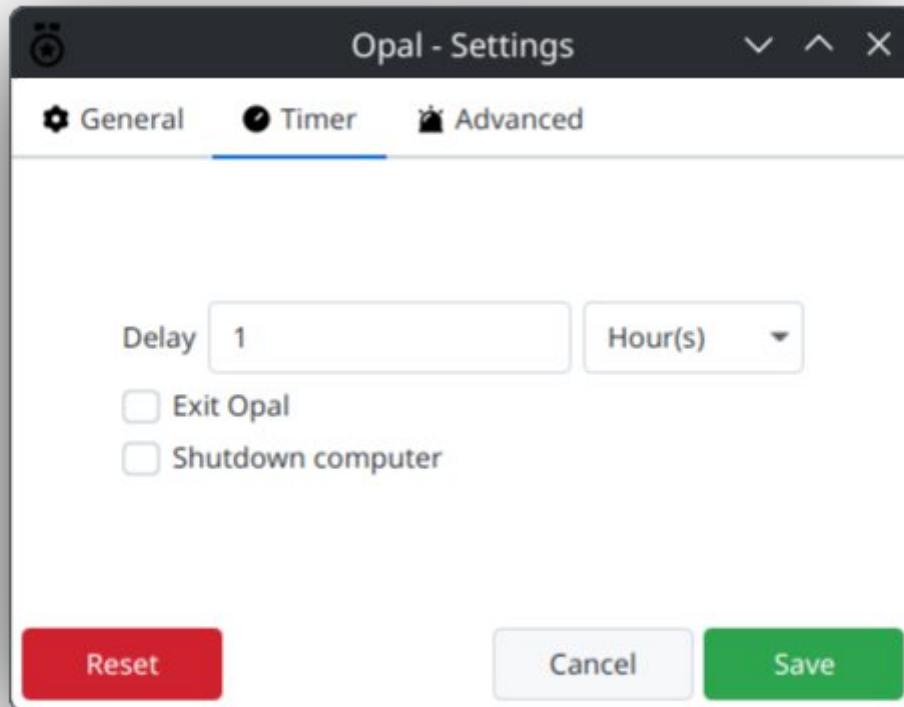 Opal - Settings
General Timer Advanced
Delay 1 Hour(s)
Exit Opal
Shutdown computer
Reset Cancel Save